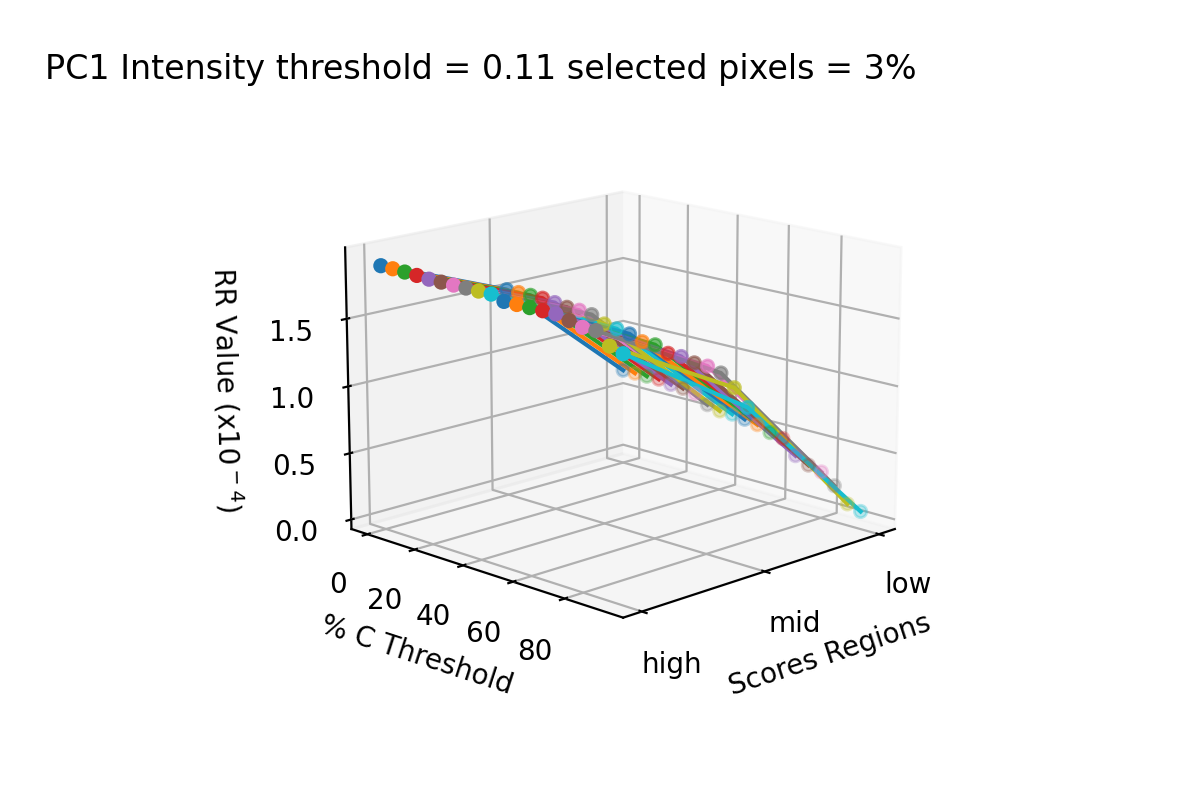 PC1 Intensity threshold = 0.11 selected pixels = 3%
RR Value (x10⁻⁴)
1.5
1.0
0.5
0.0
0
20
40
60
80
% C Threshold
high
mid
low
Scores Regions